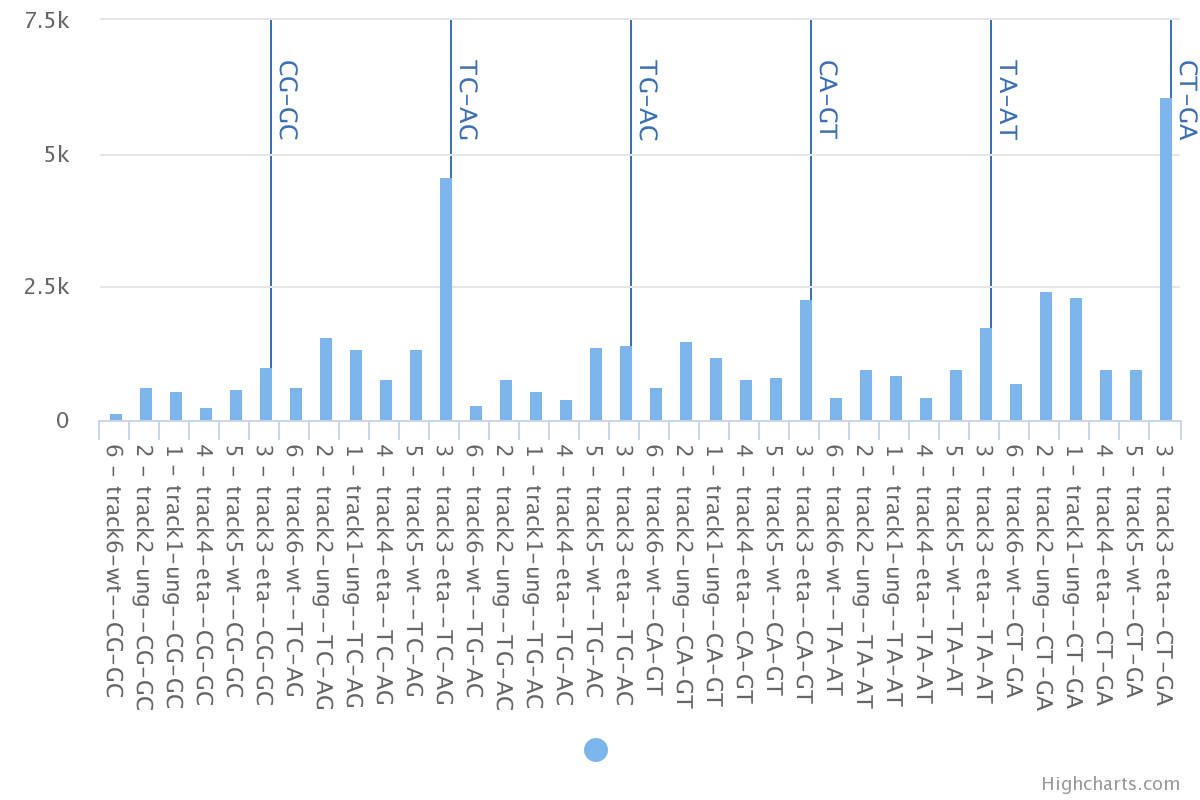 7.5k
5k
2.5k
0
CG-GC
TC-AG
TG-AC
CA-GT
TA-AT
CT-GA
6 - track6-wt--CG-GC
2 - track2-ung--CG-GC
1 - track1-ung--CG-GC
4 - track4-eta--CG-GC
5 - track5-wt--CG-GC
3 - track3-eta--CG-GC
6 - track6-wt--TC-AG
2 - track2-ung--TC-AG
1 - track1-ung--TC-AG
4 - track4-eta--TC-AG
5 - track5-wt--TC-AG
3 - track3-eta--TC-AG
6 - track6-wt--TG-AC
2 - track2-ung--TG-AC
1 - track1-ung--TG-AC
4 - track4-eta--TG-AC
5 - track5-wt--TG-AC
3 - track3-eta--TG-AC
6 - track6-wt--CA-GT
2 - track2-ung--CA-GT
1 - track1-ung--CA-GT
4 - track4-eta--CA-GT
5 - track5-wt--CA-GT
3 - track3-eta--CA-GT
6 - track6-wt--TA-AT
2 - track2-ung--TA-AT
1 - track1-ung--TA-AT
4 - track4-eta--TA-AT
5 - track5-wt--TA-AT
3 - track3-eta--TA-AT
6 - track6-wt--CT-GA
2 - track2-ung--CT-GA
1 - track1-ung--CT-GA
4 - track4-eta--CT-GA
5 - track5-wt--CT-GA
3 - track3-eta--CT-GA
Highcharts.com